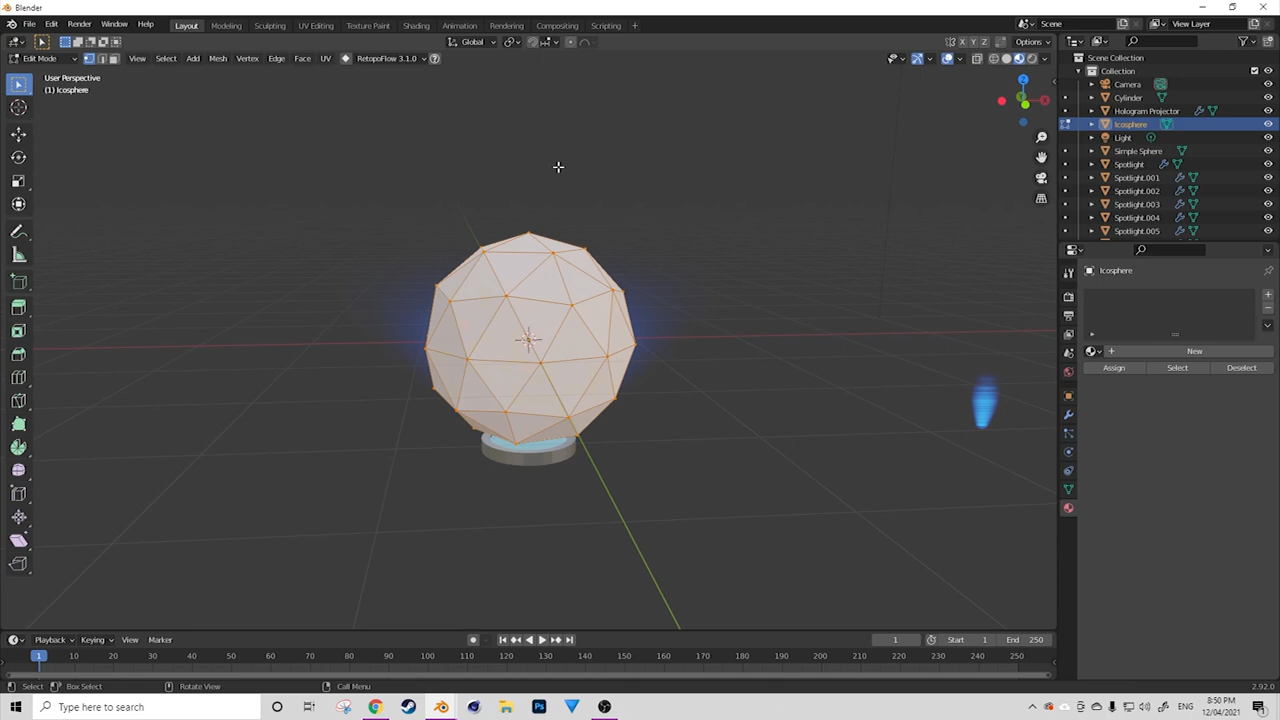 Blender
File Edit Render Window Help Layout Modeling Sculpting UV Editing Texture Paint Shading Animation Rendering Compositing Scripting + Scene View Layer
Global X Y Z Options
Edit Mode View Select Add Mesh Vertex Edge Face UV RetopoFlow 3.1.0
User Perspective
(1) Icosphere
Scene Collection
Collection
Camera
Cylinder
Hologram Projector
Icosphere
Light
Simple Sphere
Spotlight
Spotlight.001
Spotlight.002
Spotlight.003
Spotlight.004
Spotlight.005
Icosphere
New
Assign Select Deselect
Playback Keying View Marker 1 Start 1 End 250
1 10 20 30 40 50 60 70 80 90 100 110 120 130 140 150 160 170 180 190 200 210 220 230 240 250
Select Box Select Rotate View Call Menu 2.92.0
Type here to search Ps ENG 8:50 PM
12/04/2021